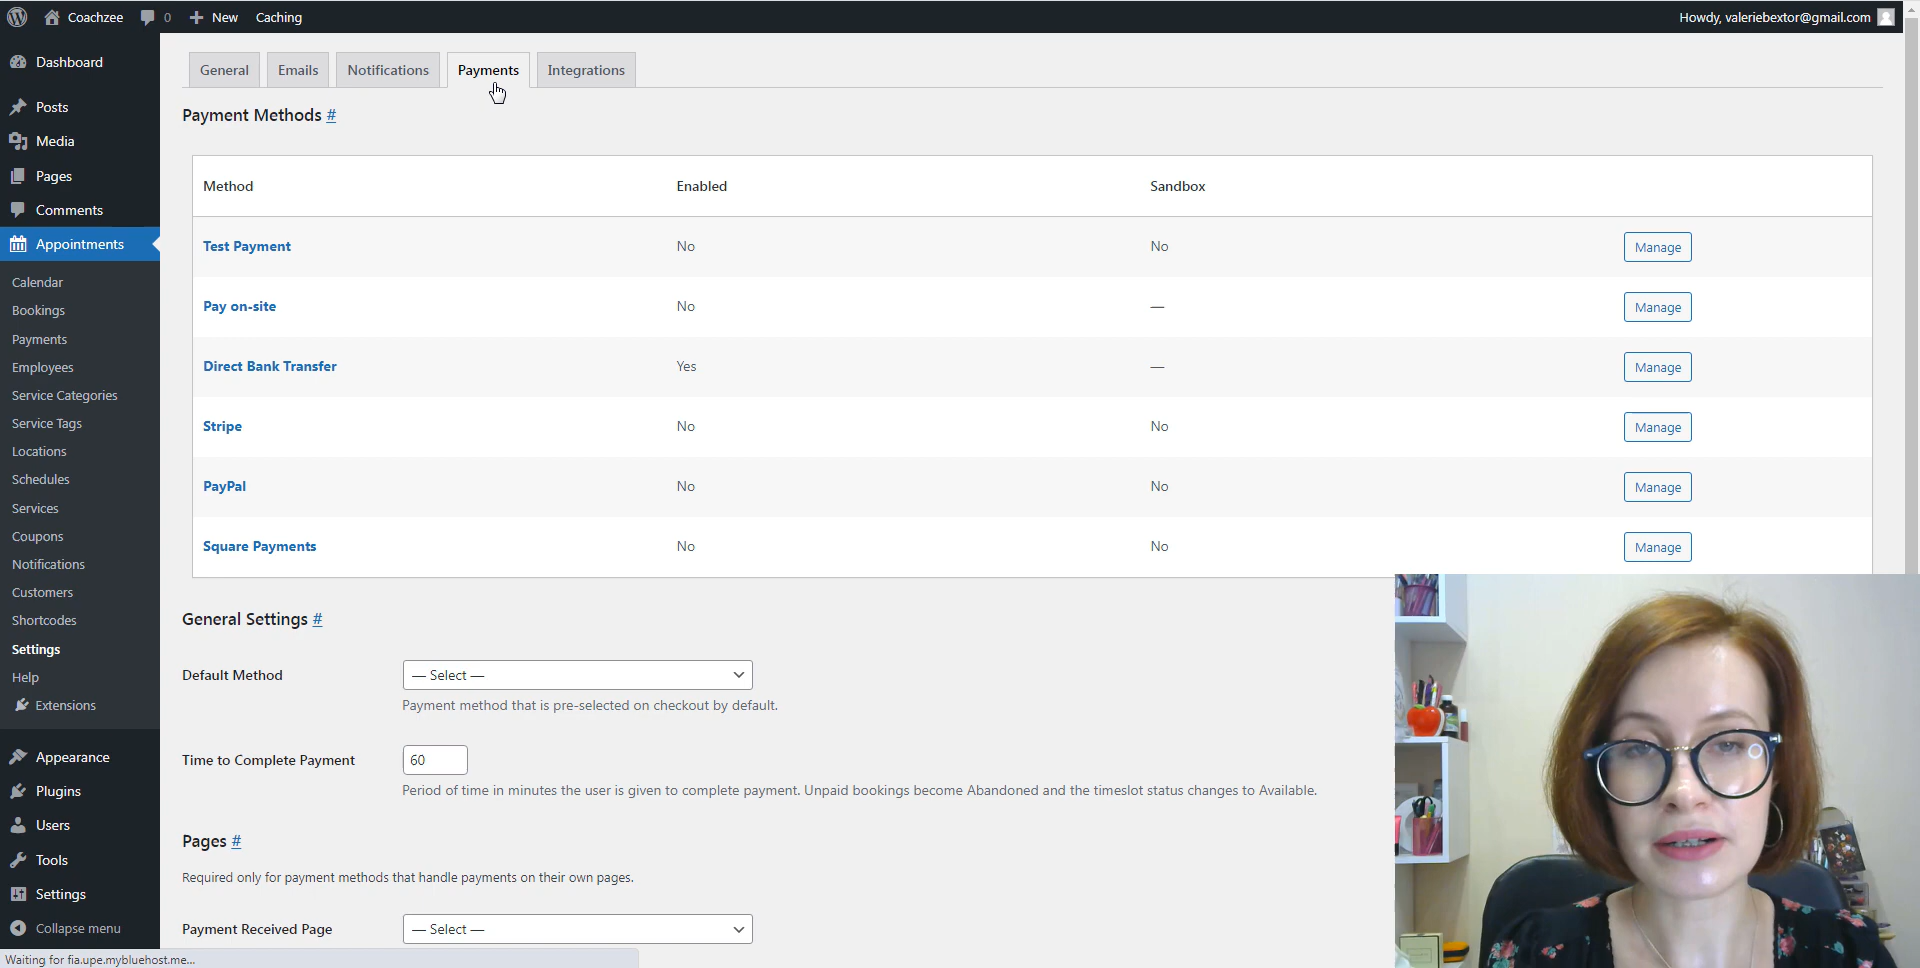 Coachzee 0 New Caching Howdy, valeriebextor@gmail.com
Dashboard
Posts
Media
Pages
Comments
Appointments
Calendar
Bookings
Payments
Employees
Service Categories
Service Tags
Locations
Schedules
Services
Coupons
Notifications
Customers
Shortcodes
Settings
Help
Extensions
Appearance
Plugins
Users
Tools
Settings
Collapse menu
General Emails Notifications Payments Integrations
Payment Methods #
Method Enabled Sandbox
Test Payment No No Manage
Pay on-site No — Manage
Direct Bank Transfer Yes — Manage
Stripe No No Manage
PayPal No No Manage
Square Payments No No Manage
General Settings #
Default Method — Select —
Payment method that is pre-selected on checkout by default.
Time to Complete Payment 60
Period of time in minutes the user is given to complete payment. Unpaid bookings become Abandoned and the timeslot status changes to Available.
Pages #
Required only for payment methods that handle payments on their own pages.
Payment Received Page — Select —
Waiting for fia.upe.mybluehost.me...